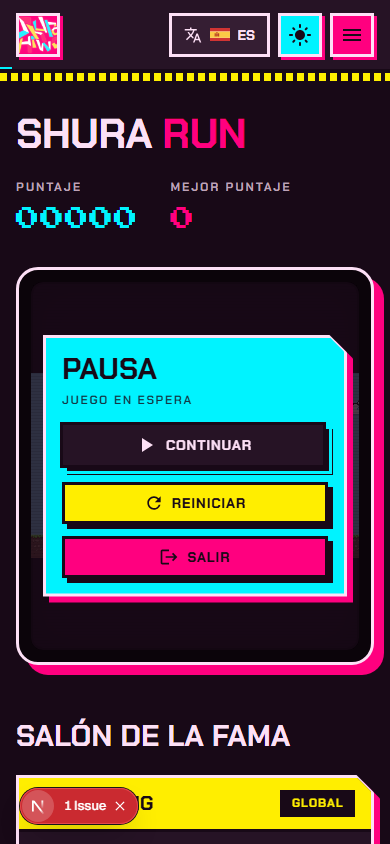 ES
SHURA RUN
PUNTAJE
MEJOR PUNTAJE
00000
0
PAUSA
JUEGO EN ESPERA
CONTINUAR
REINICIAR
SALIR
SALÓN DE LA FAMA
GLOBAL
N 1 Issue